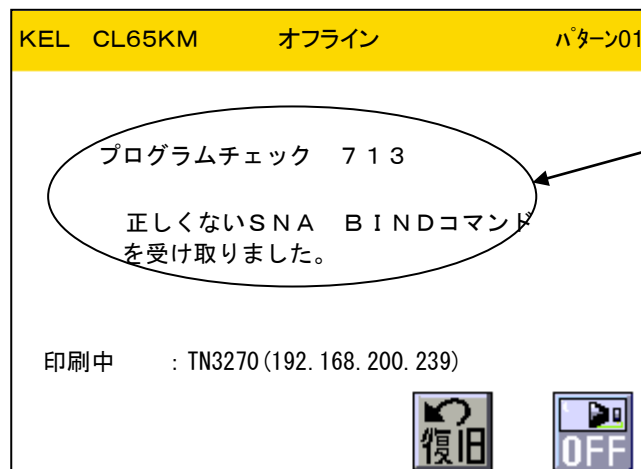 KEL CL65KM オフライン パターン01
プログラムチェック ７１３
正しくないＳＮＡ ＢＩＮＤコマンド
を受け取りました。
印刷中 : TN3270(192.168.200.239)
復旧 OFF